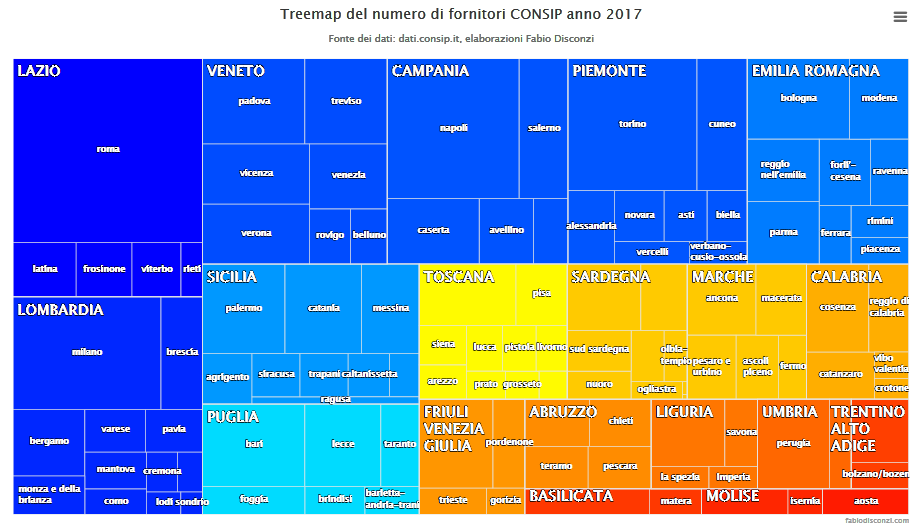 Treemap del numero di fornitori CONSIP anno 2017
Fonte dei dati: dati.consip.it, elaborazioni Fabio Disconzi
LAZIO
roma
latina
frosinone
viterbo
rieti
LOMBARDIA
milano
brescia
bergamo
varese
pavia
mantova
cremona
monza e della
brianza
como
lodi
sondrio
VENETO
padova
treviso
vicenza
venezia
verona
rovigo
belluno
CAMPANIA
napoli
salerno
caserta
avellino
PIEMONTE
torino
cuneo
alessandria
novara
asti
biella
vercelli
verbano-
cusio-ossola
EMILIA ROMAGNA
bologna
modena
reggio
nell'emilia
forli'-
cesena
ravenna
parma
ferrara
rimini
piacenza
SICILIA
palermo
catania
messina
agrigento
siracusa
trapani
caltanissetta
ragusa
PUGLIA
bari
lecce
taranto
foggia
brindisi
barletta-
andria-trani
TOSCANA
pisa
siena
lucca
pistoia
livorno
arezzo
prato
grosseto
SARDEGNA
sud sardegna
olbia-
tempio
nuoro
ogliastra
MARCHE
ancona
macerata
pesaro e
urbino
ascoli
piceno
fermo
CALABRIA
cosenza
reggio di
calabria
catanzaro
vibo
valentia
crotone
FRIULI
VENEZIA
GIULIA
pordenone
trieste
gorizia
ABRUZZO
chieti
teramo
pescara
LIGURIA
savona
la spezia
imperia
UMBRIA
perugia
TRENTINO
ALTO
ADIGE
bolzano/bozen
BASILICATA
matera
MOLISE
isernia
aosta
fabiodisconzi.com